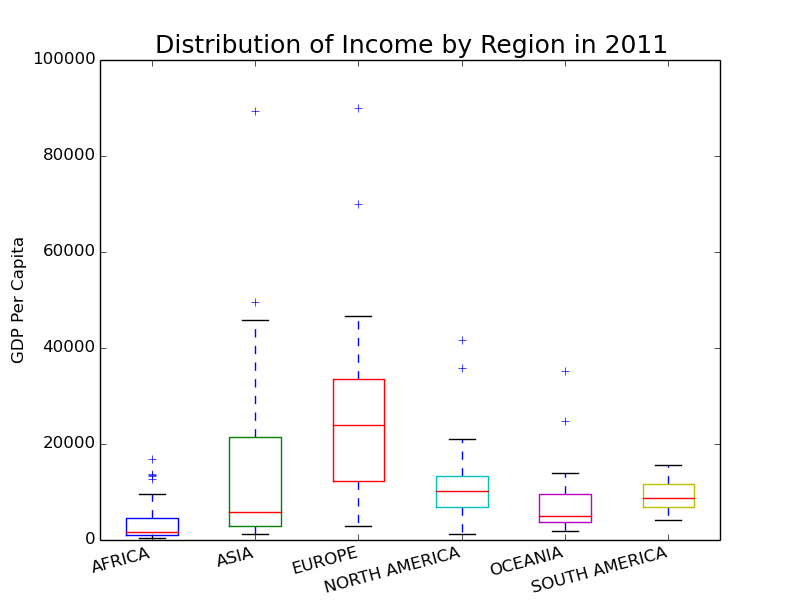 Distribution of Income by Region in 2011
100000
80000
60000
40000
20000
0
GDP Per Capita
AFRICA
ASIA
EUROPE
NORTH AMERICA
OCEANIA
SOUTH AMERICA